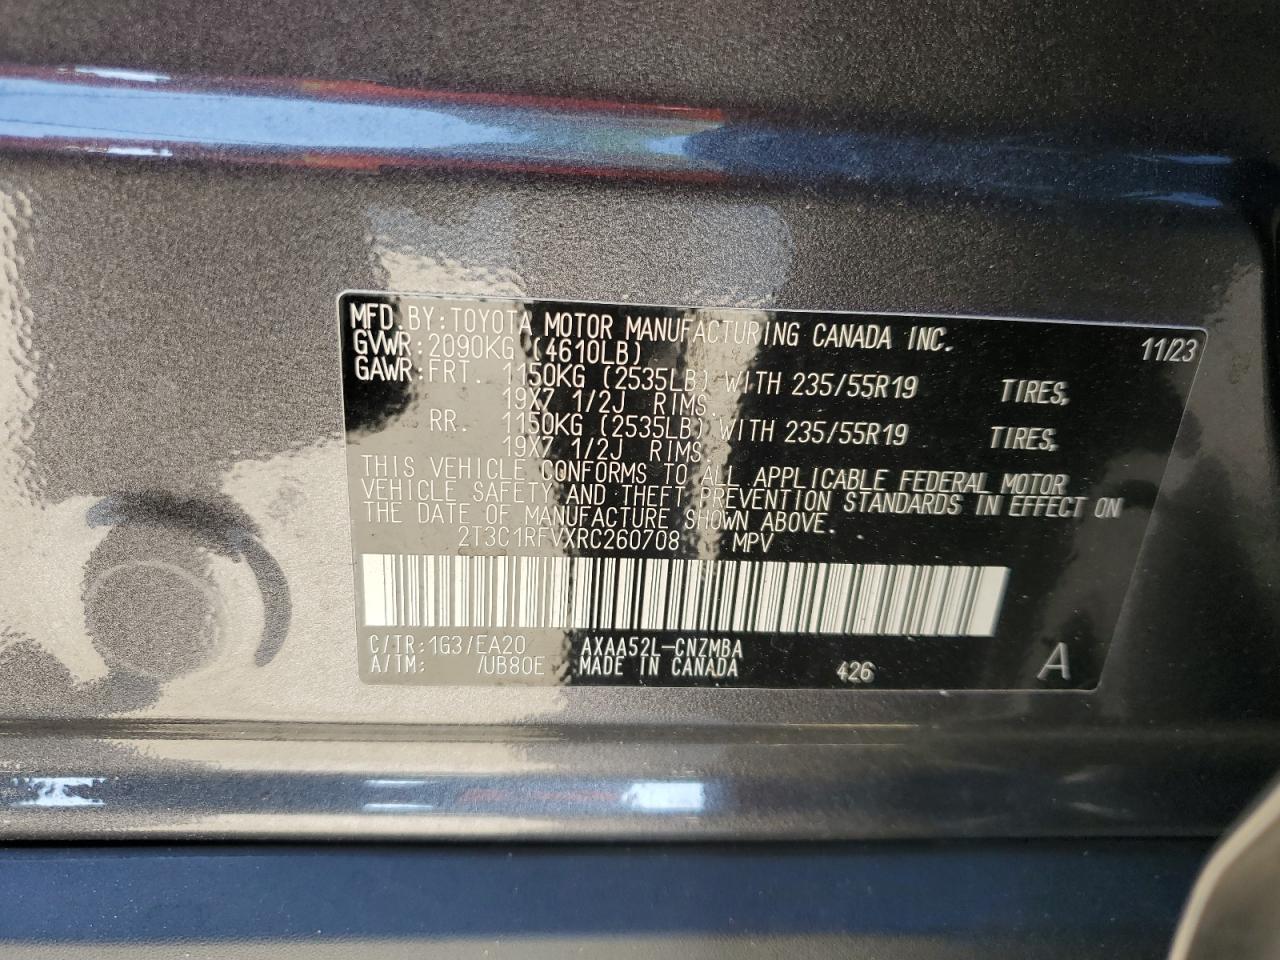 MFD.BY:TOYOTA MOTOR MANUFACTURING CANADA INC. 11/23
GVWR:2090KG (4610LB)
GAWR:FRT. 1150KG (2535LB) WITH 235/55R19 TIRES,
19X7 1/2J RIMS.
RR. 1150KG (2535LB) WITH 235/55R19 TIRES,
19X7 1/2J RIMS.
THIS VEHICLE CONFORMS TO ALL APPLICABLE FEDERAL MOTOR
VEHICLE SAFETY AND THEFT PREVENTION STANDARDS IN EFFECT ON
THE DATE OF MANUFACTURE SHOWN ABOVE.
2T3C1RFVXRC260708 MPV
C/TR:1G3/EA20 AXAA52L-CNZMBA
A/TM: /UB80E MADE IN CANADA 426 A